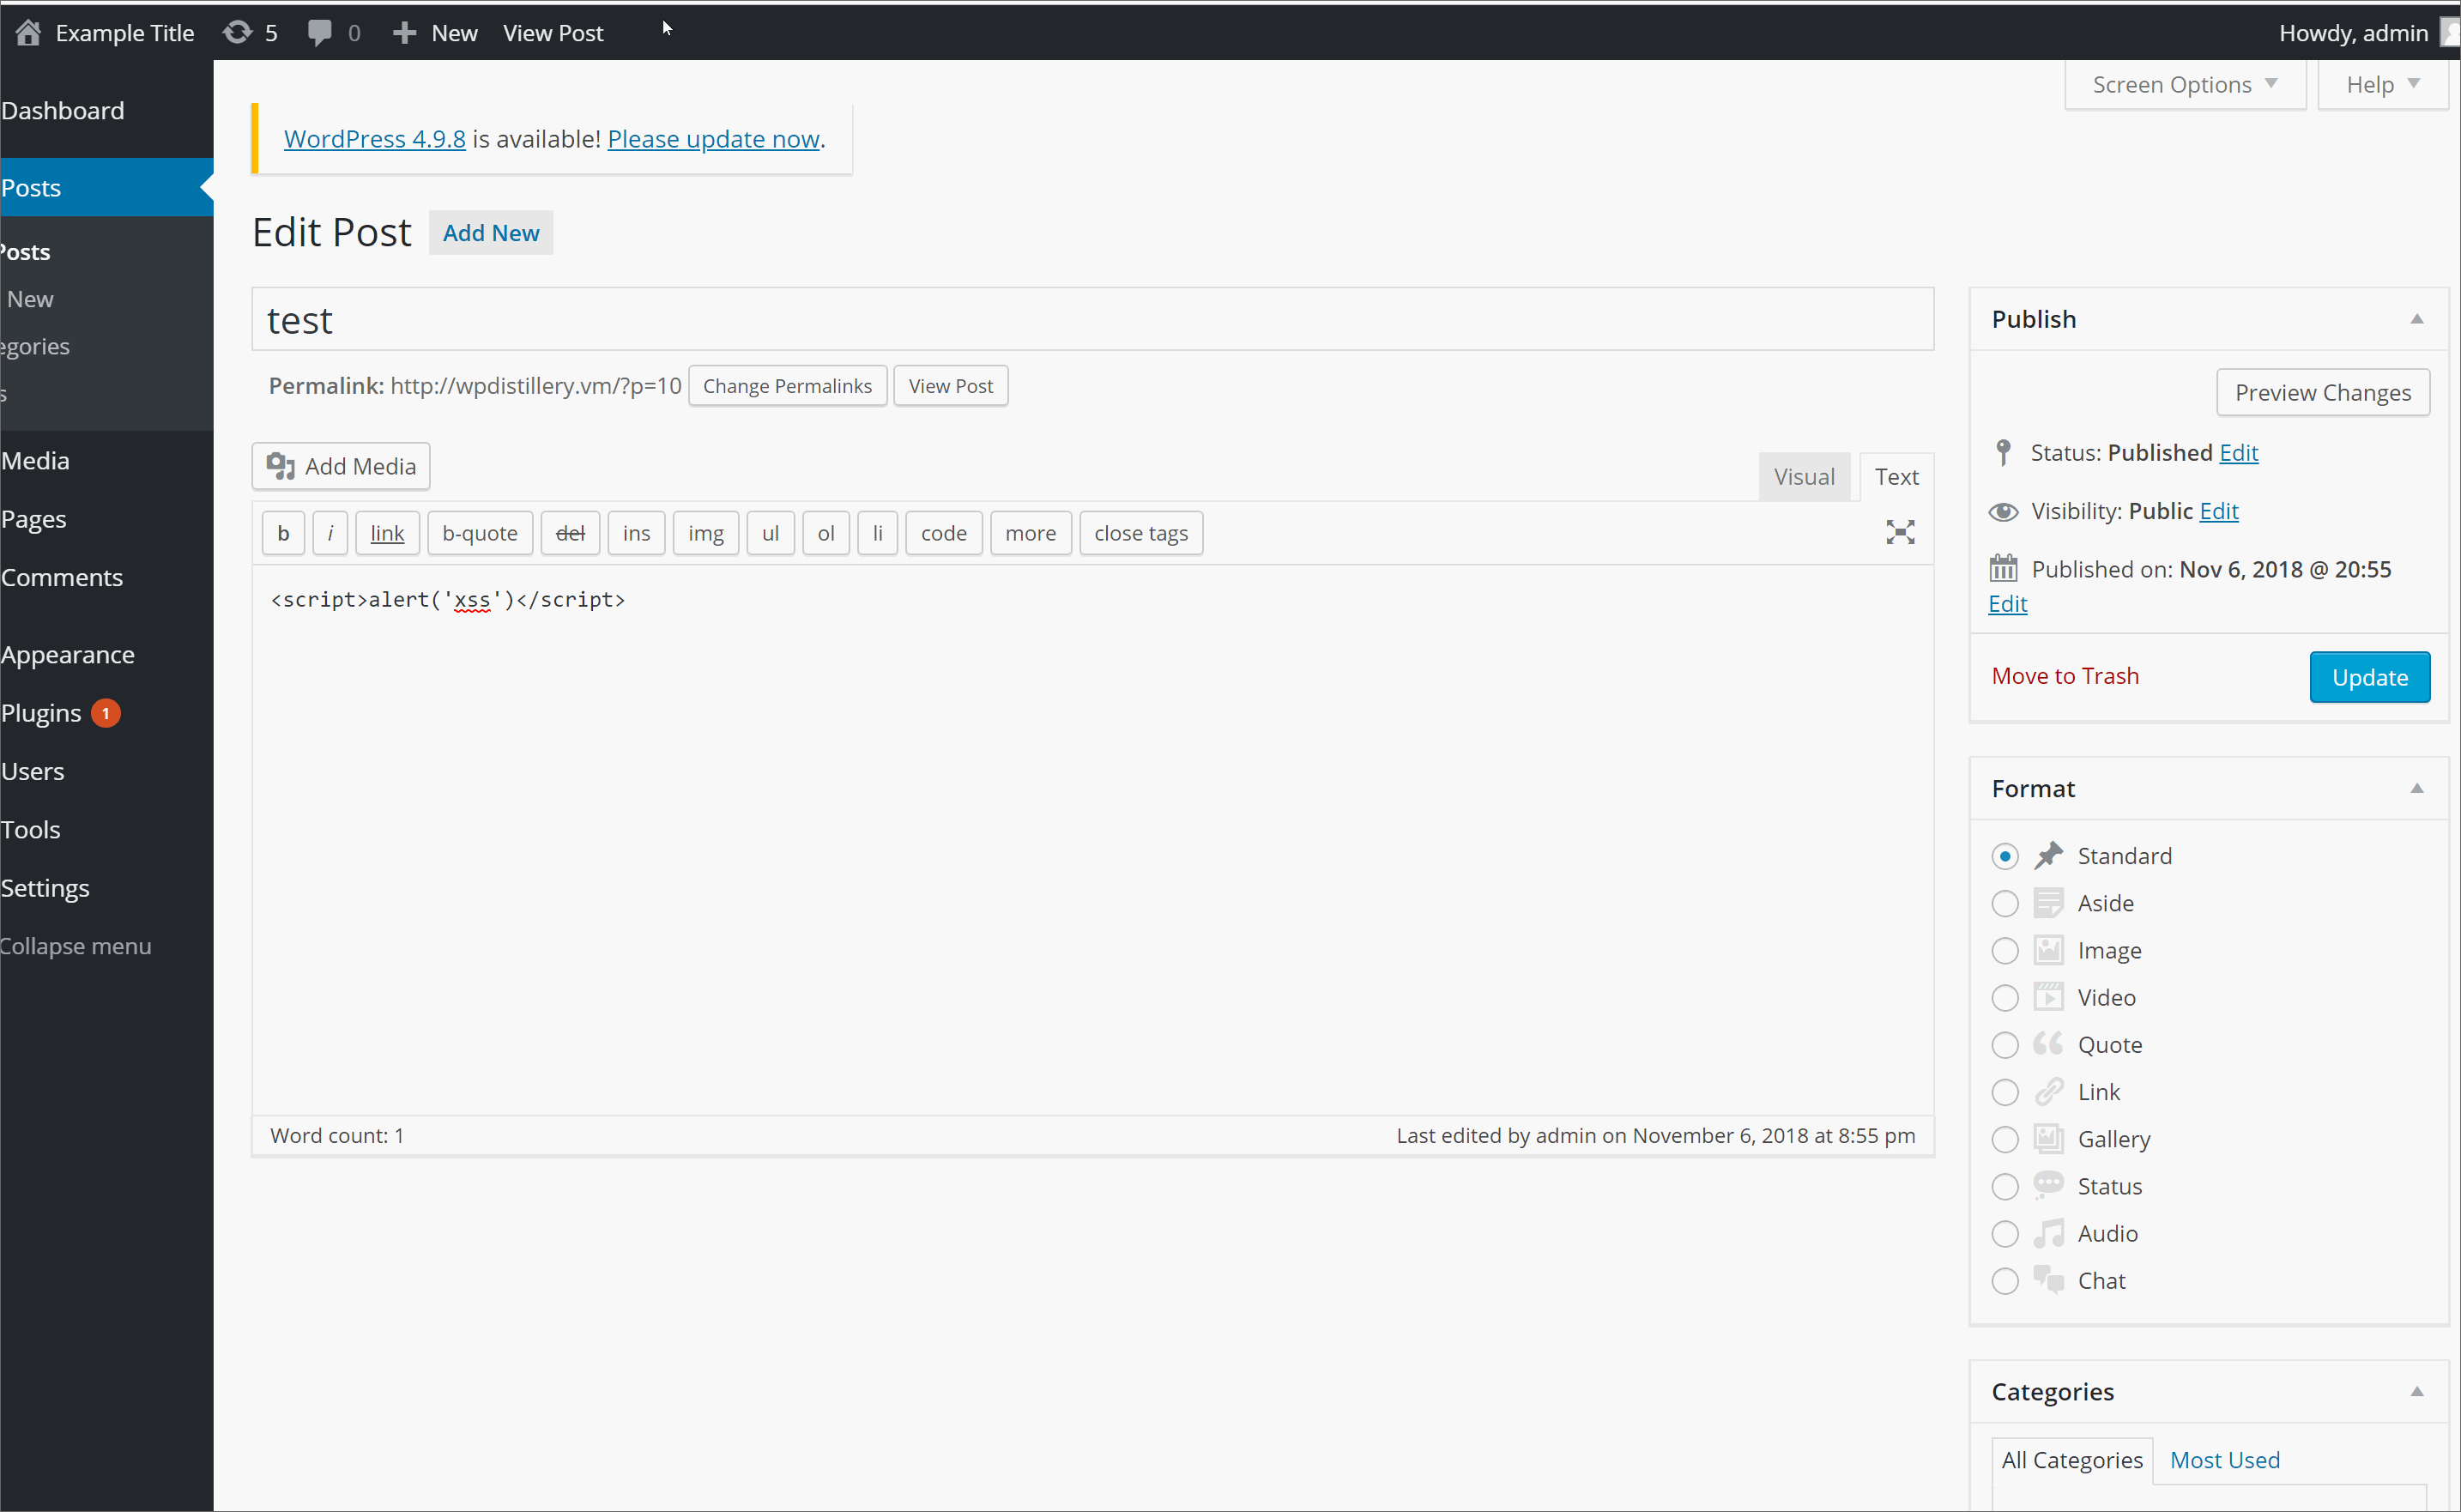 Example Title 5 0 New View Post Howdy, admin
Screen Options Help
Dashboard
Posts
Posts
New
egories
s
Media
Pages
Comments
Appearance
Plugins 1
Users
Tools
Settings
Collapse menu
WordPress 4.9.8 is available! Please update now.
Edit Post Add New
test
Permalink: http://wpdistillery.vm/?p=10 Change Permalinks View Post
Add Media
Visual Text
b i link b-quote del ins img ul ol li code more close tags
<script>alert('xss')</script>
Word count: 1 Last edited by admin on November 6, 2018 at 8:55 pm
Publish
Preview Changes
Status: Published Edit
Visibility: Public Edit
Published on: Nov 6, 2018 @ 20:55
Edit
Move to Trash Update
Format
Standard
Aside
Image
Video
Quote
Link
Gallery
Status
Audio
Chat
Categories
All Categories Most Used